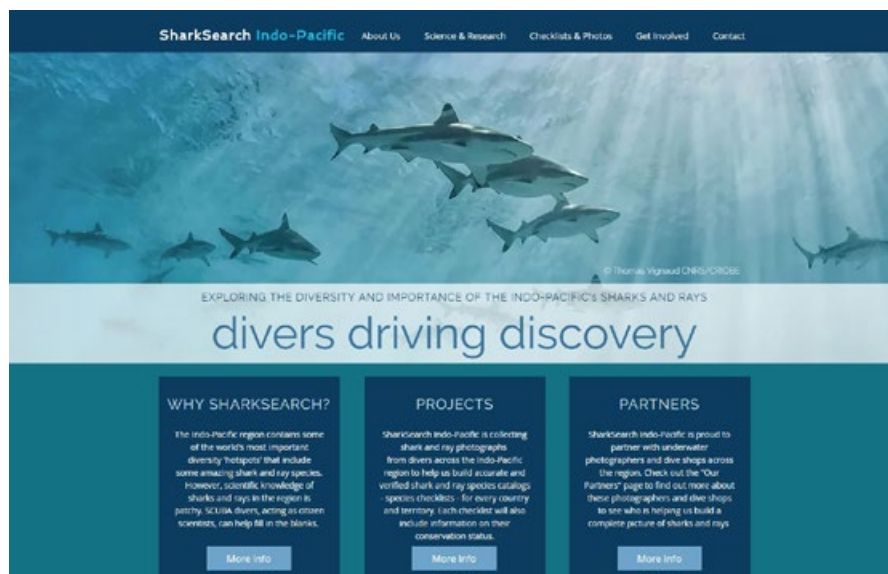 SharkSearch Indo-Pacific About Us Science & Research Checklists & Photos Get Involved Contact
© Thomas Vignaud CNRS/CRIOBE
EXPLORING THE DIVERSITY AND IMPORTANCE OF THE INDO-PACIFIC's SHARKS AND RAYS
divers driving discovery
WHY SHARKSEARCH?
The Indo-Pacific region contains some
of the world's most important
diversity 'hotspots' that include
some amazing shark and ray species.
However, scientific knowledge of
sharks and rays in the region is
patchy. SCUBA divers, acting as citizen
scientists, can help fill in the blanks.
More Info
PROJECTS
SharkSearch Indo-Pacific is collecting
shark and ray photographs
from divers across the Indo-Pacific
region to help us build accurate and
verified shark and ray species catalogs
- species checklists - for every country
and territory. Each checklist will also
include information on their
conservation status.
More Info
PARTNERS
SharkSearch Indo-Pacific is proud to
partner with underwater
photographers and dive shops across
the region. Check out the "Our
Partners" page to find out more about
these photographers and dive shops
to see who is helping us build a
complete picture of sharks and rays
More Info